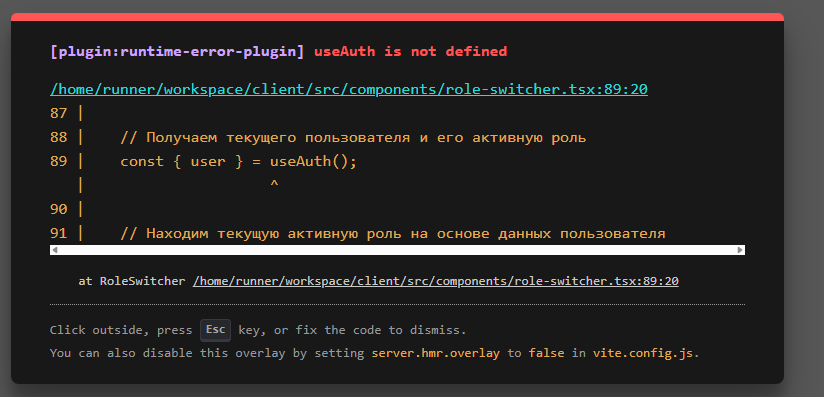 [plugin:runtime-error-plugin] useAuth is not defined
/home/runner/workspace/client/src/components/role-switcher.tsx:89:20
87 |
88 |    // Получаем текущего пользователя и его активную роль
89 |    const { user } = useAuth();
   |                     ^
90 |
91 |    // Находим текущую активную роль на основе данных пользователя
at RoleSwitcher /home/runner/workspace/client/src/components/role-switcher.tsx:89:20
Click outside, press Esc key, or fix the code to dismiss.
You can also disable this overlay by setting server.hmr.overlay to false in vite.config.js.